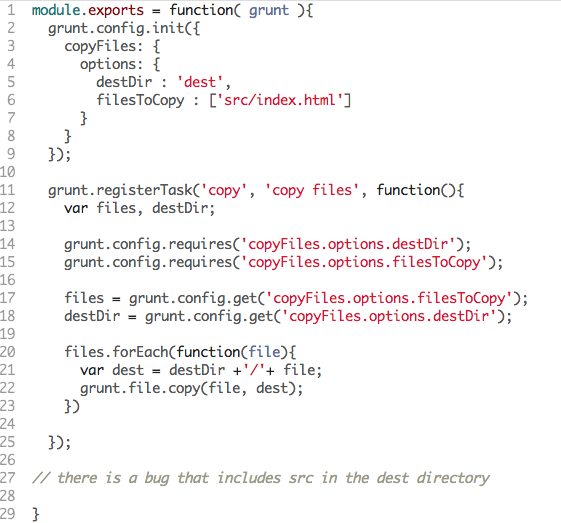 1 module.exports = function( grunt ){
2   grunt.config.init({
3     copyFiles: {
4       options: {
5         destDir : 'dest',
6         filesToCopy : ['src/index.html']
7       }
8     }
9   });
10
11   grunt.registerTask('copy', 'copy files', function(){
12     var files, destDir;
13
14     grunt.config.requires('copyFiles.options.destDir');
15     grunt.config.requires('copyFiles.options.filesToCopy');
16
17     files = grunt.config.get('copyFiles.options.filesToCopy');
18     destDir = grunt.config.get('copyFiles.options.destDir');
19
20     files.forEach(function(file){
21       var dest = destDir +'/'+ file;
22       grunt.file.copy(file, dest);
23     })
24
25   });
26
27 // there is a bug that includes src in the dest directory
28
29 }